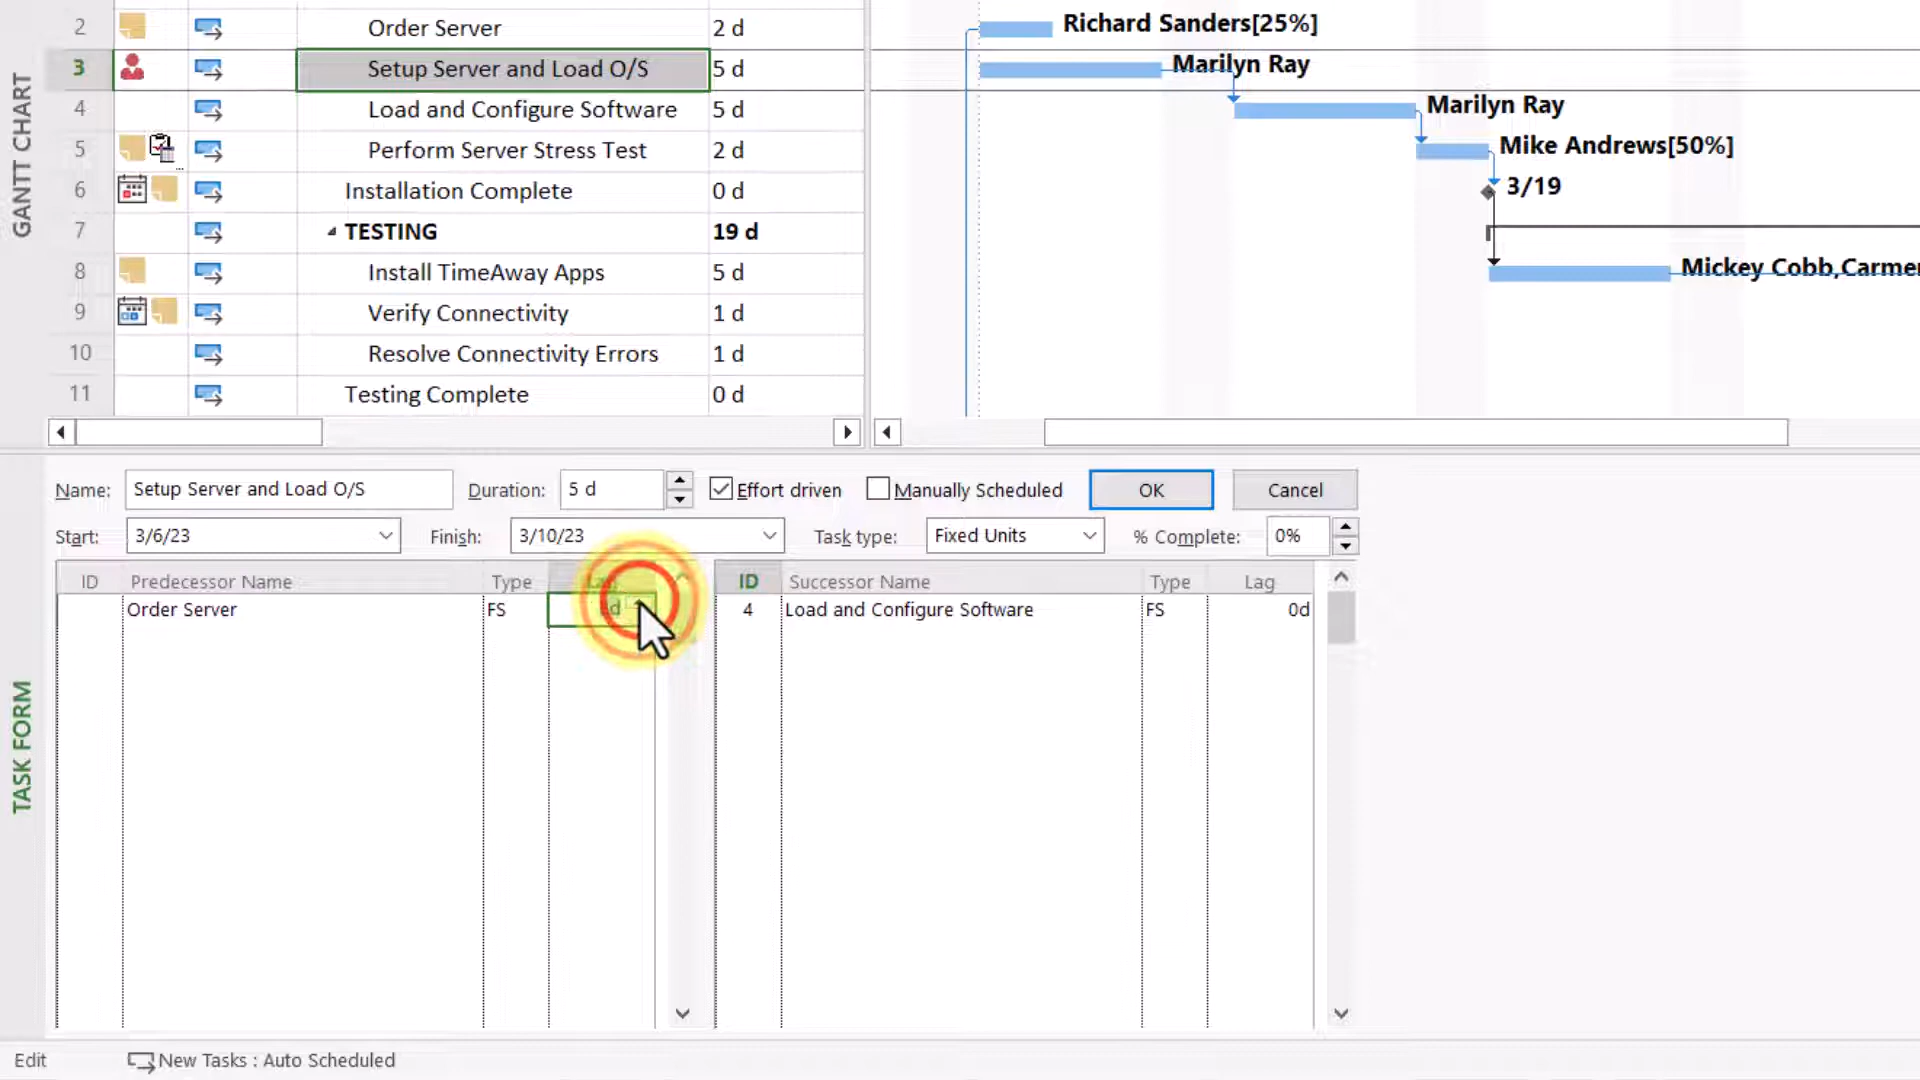 GANTT CHART
2 Order Server 2 d
3 Setup Server and Load O/S 5 d
4 Load and Configure Software 5 d
5 Perform Server Stress Test 2 d
6 Installation Complete 0 d
7 TESTING 19 d
8 Install TimeAway Apps 5 d
9 Verify Connectivity 1 d
10 Resolve Connectivity Errors 1 d
11 Testing Complete 0 d
Richard Sanders[25%]
Marilyn Ray
Marilyn Ray
Mike Andrews[50%]
3/19
Mickey Cobb,Carmen
TASK FORM
Name: Setup Server and Load O/S Duration: 5 d Effort driven Manually Scheduled OK Cancel
Start: 3/6/23 Finish: 3/10/23 Task type: Fixed Units % Complete: 0%
ID Predecessor Name Type Lag ID Successor Name Type Lag
Order Server FS 4 Load and Configure Software FS 0d
Edit New Tasks : Auto Scheduled